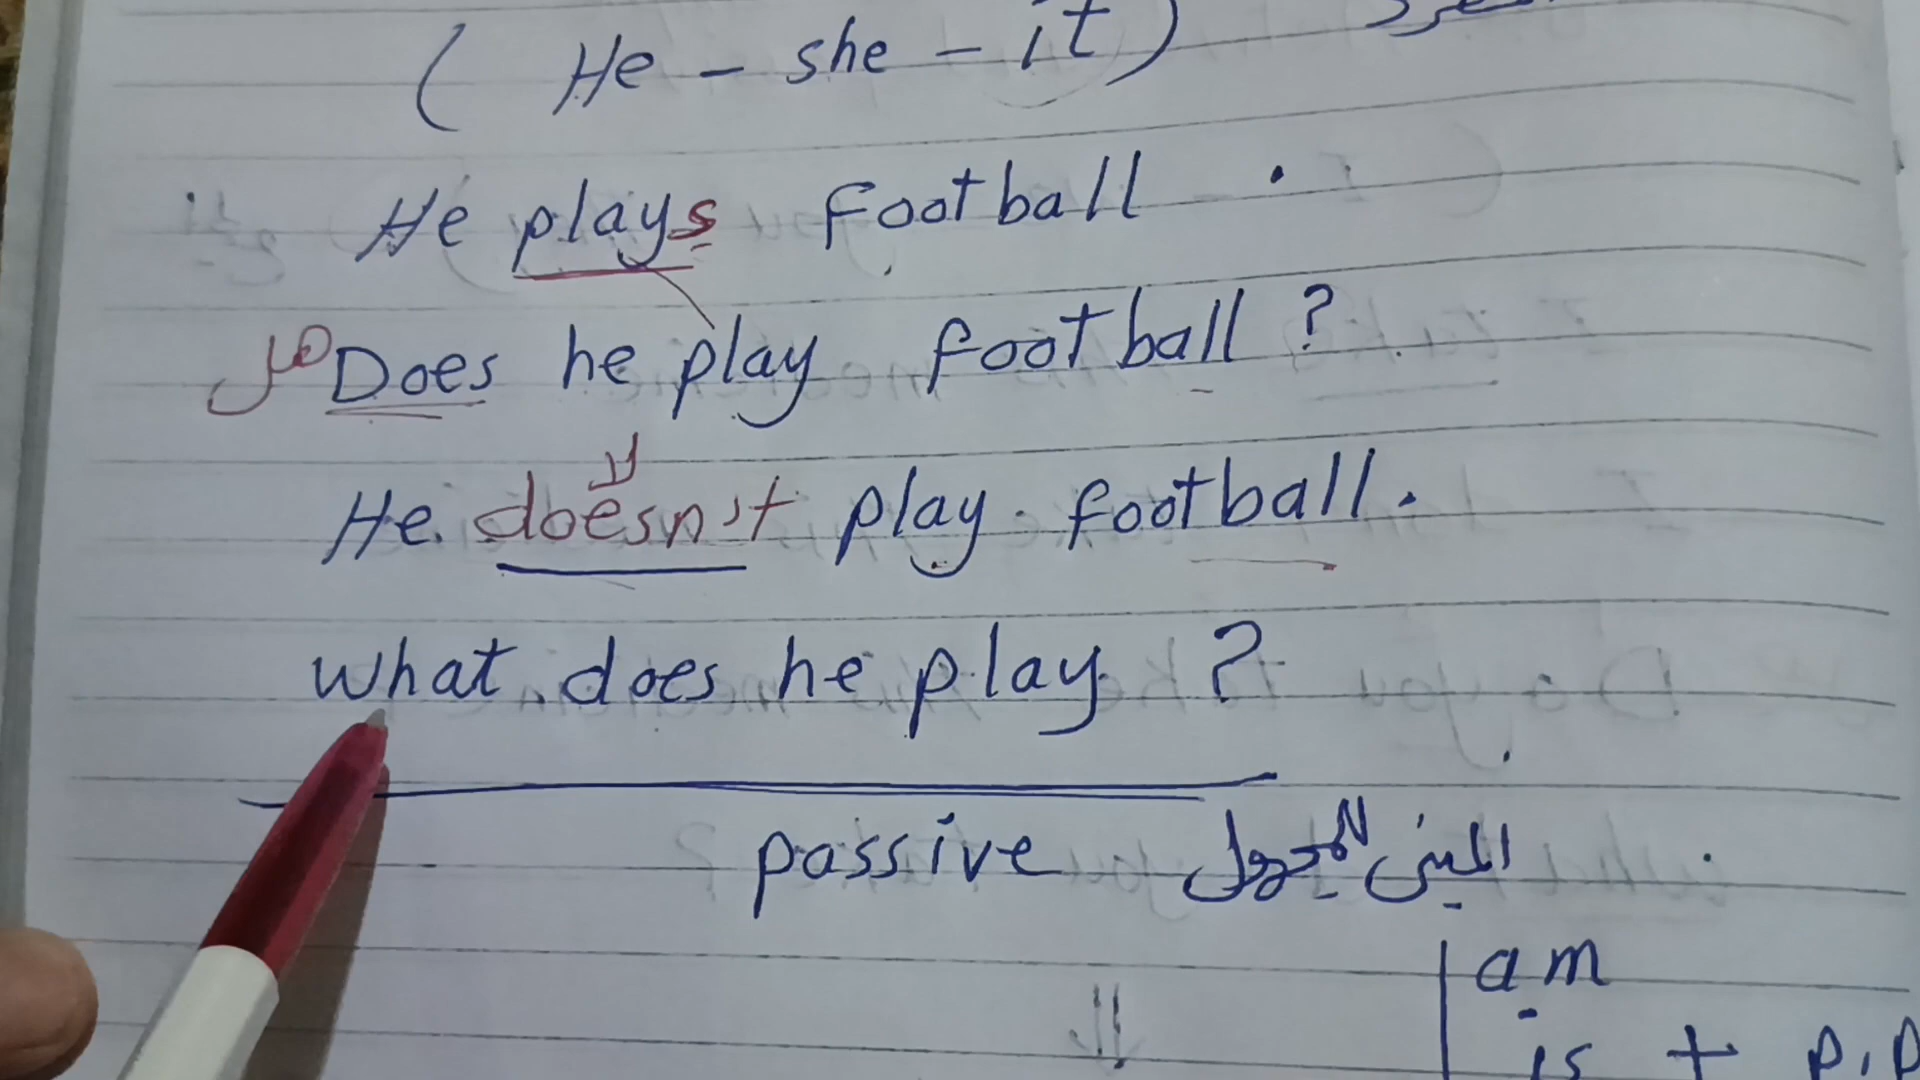 ( He - she - it )
He plays football .
هل Does he play football ?
لا
He doesn't play football.
what does he play ?
passive المبنى للمجهول
am
is + p.p